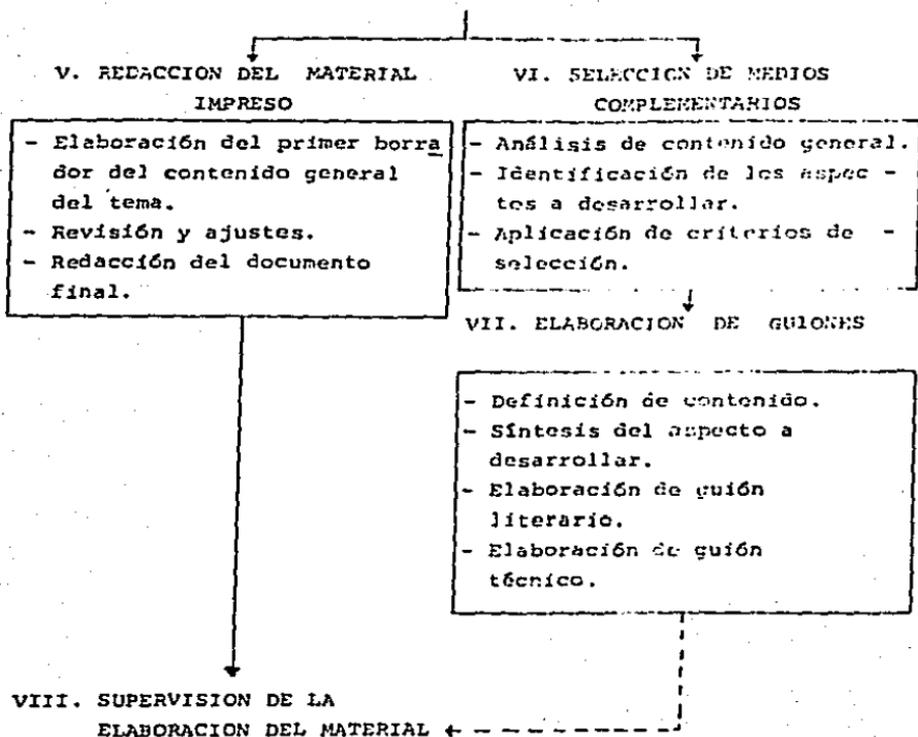 V. REDACCION DEL MATERIAL
IMPRESO
- Elaboración del primer borra
dor del contenido general
del tema.
- Revisión y ajustes.
- Redacción del documento
final.
VI. SELECCION DE MEDIOS
COMPLEMENTARIOS
- Análisis de contenido general.
- Identificación de los aspec -
tos a desarrollar.
- Aplicación de criterios de -
selección.
VII. ELABORACION DE GUIONES
- Definición de contenido.
- Síntesis del aspecto a
desarrollar.
- Elaboración de guión
literario.
- Elaboración de guión
técnico.
VIII. SUPERVISION DE LA
ELABORACION DEL MATERIAL